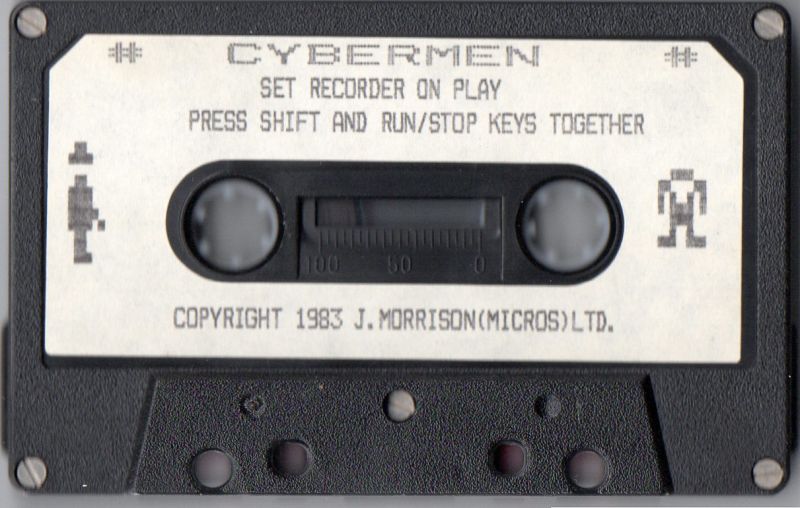 # CYBERMEN #
SET RECORDER ON PLAY
PRESS SHIFT AND RUN/STOP KEYS TOGETHER
100 50 0
COPYRIGHT 1983 J.MORRISON(MICROS)LTD.